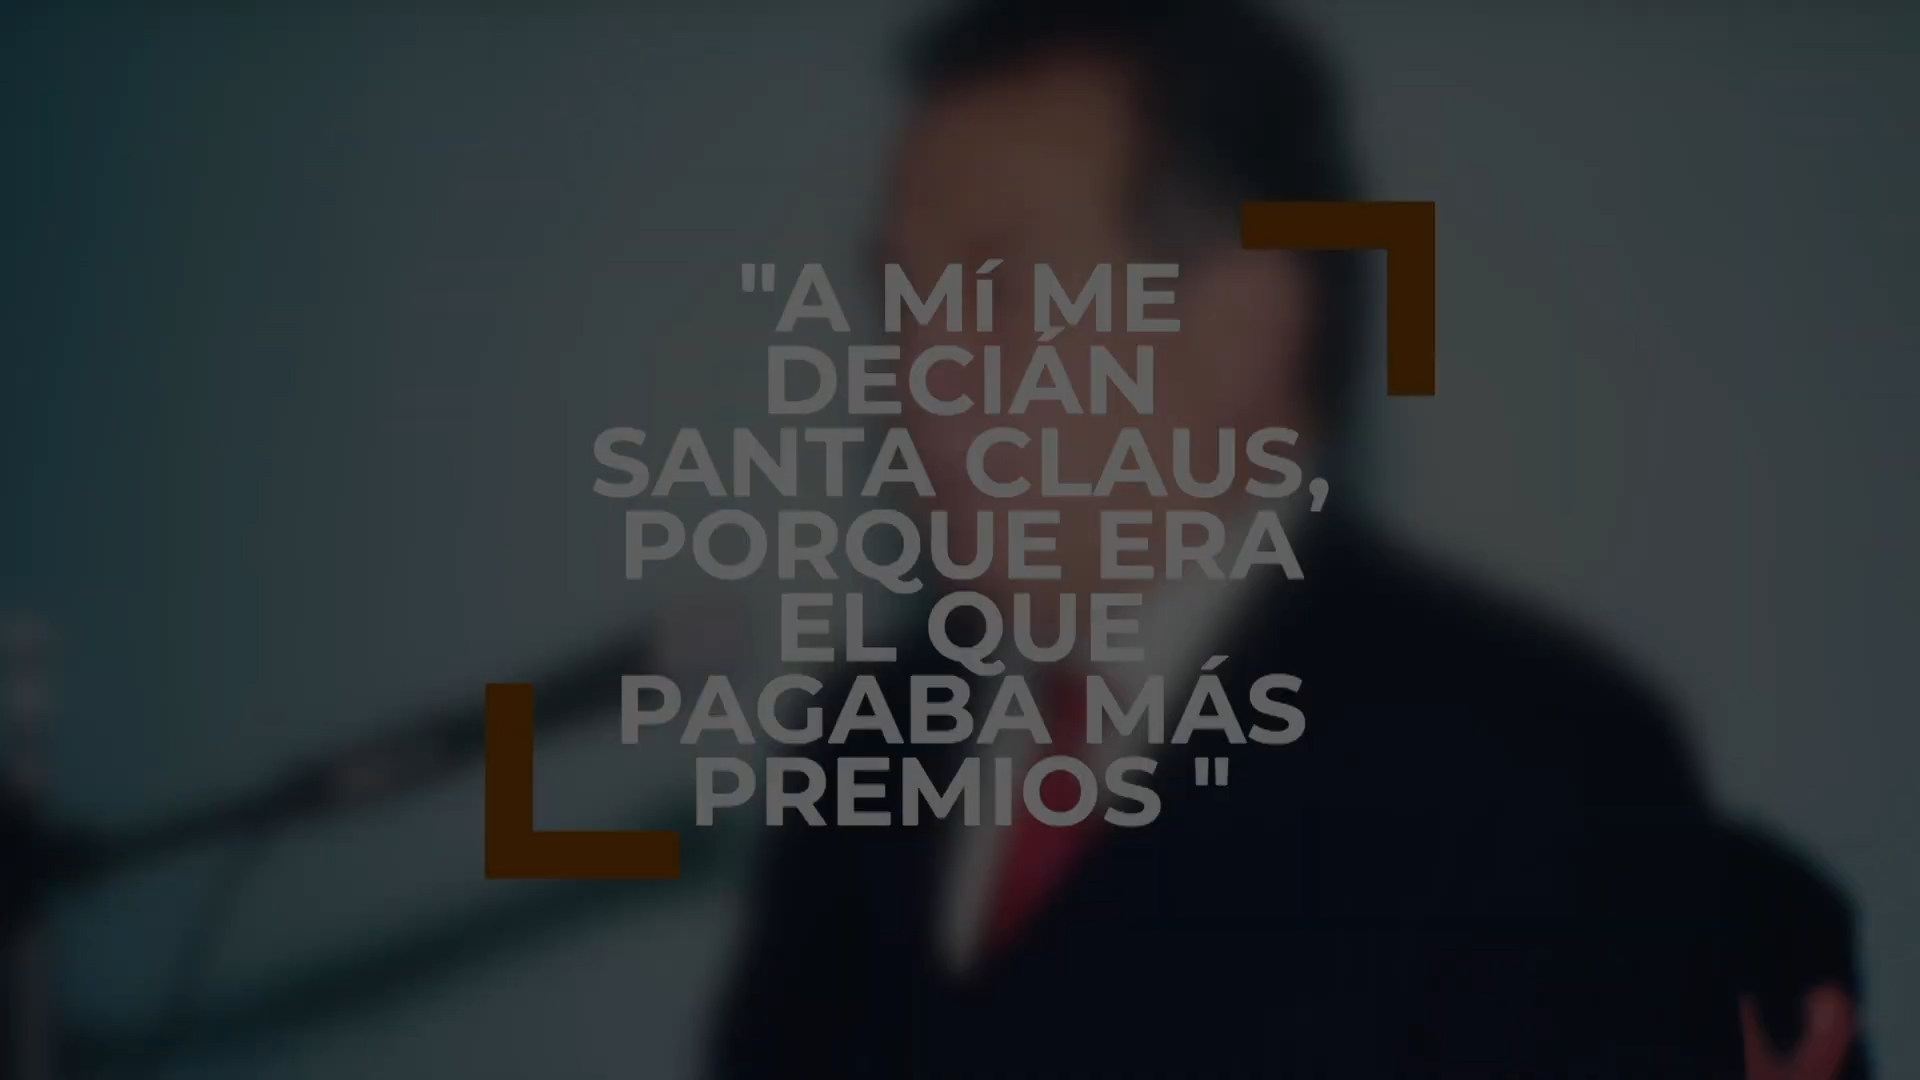 "A Mí ME
DECIÁN
SANTA CLAUS,
PORQUE ERA
EL QUE
PAGABA MÁS
PREMIOS "